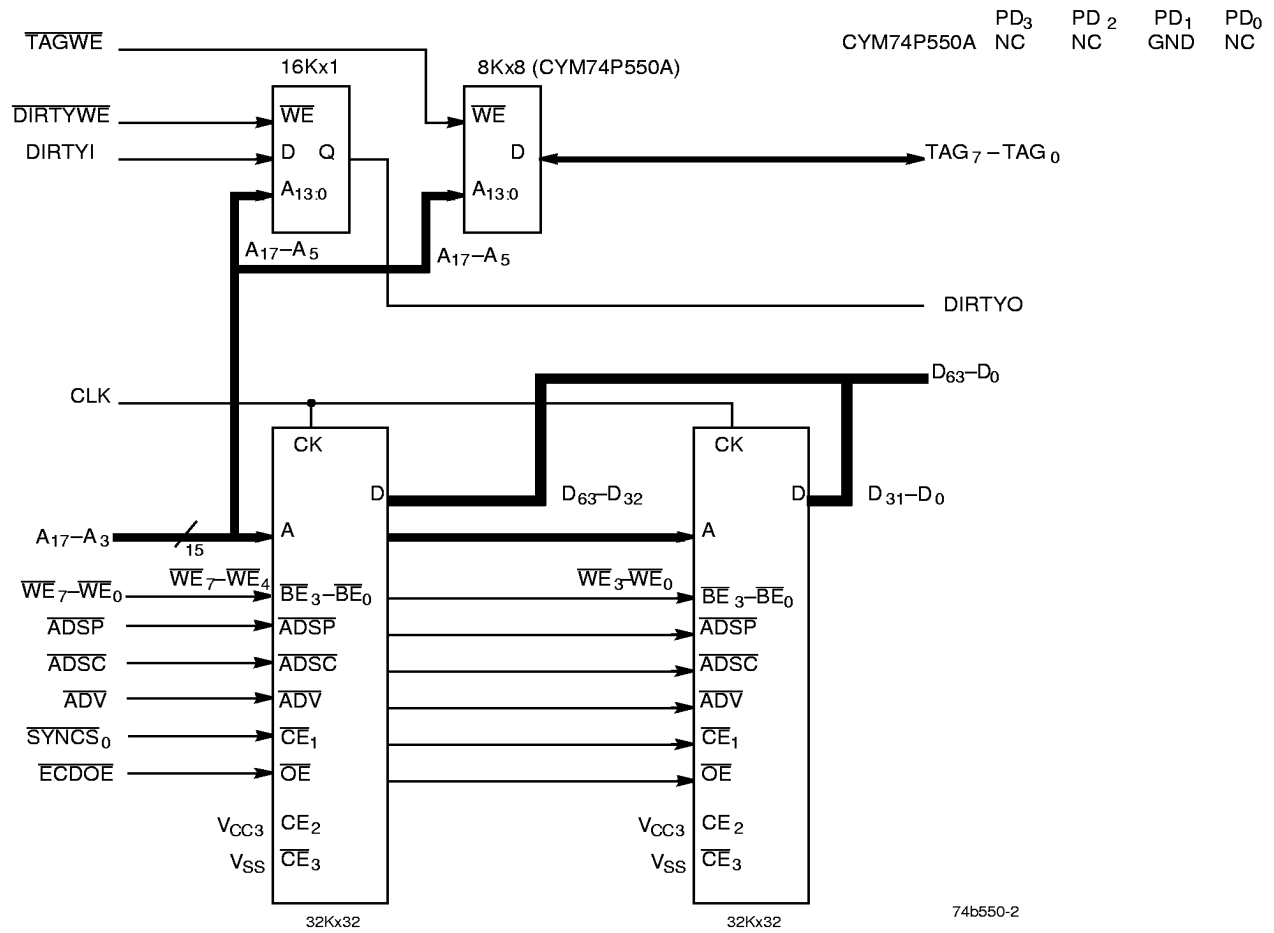 PD3 PD2 PD1 PD0
CYM74P550A NC NC GND NC
TAGWE
16Kx1
8Kx8 (CYM74P550A)
DIRTYWE
WE
WE
DIRTYI
D Q
D
TAG7–TAG0
A13:0
A13:0
A17–A5
A17–A5
DIRTYO
D63–D0
CLK
CK
CK
D
D63–D32
D
D31–D0
A17–A3
15
A
A
WE7–WE0
WE7–WE4
BE3–BE0
WE3–WE0
BE3–BE0
ADSP
ADSP
ADSP
ADSC
ADSC
ADSC
ADV
ADV
ADV
SYNCS0
CE1
CE1
ECDOE
OE
OE
VCC3
CE2
VCC3
CE2
VSS
CE3
VSS
CE3
32Kx32
32Kx32
74b550-2